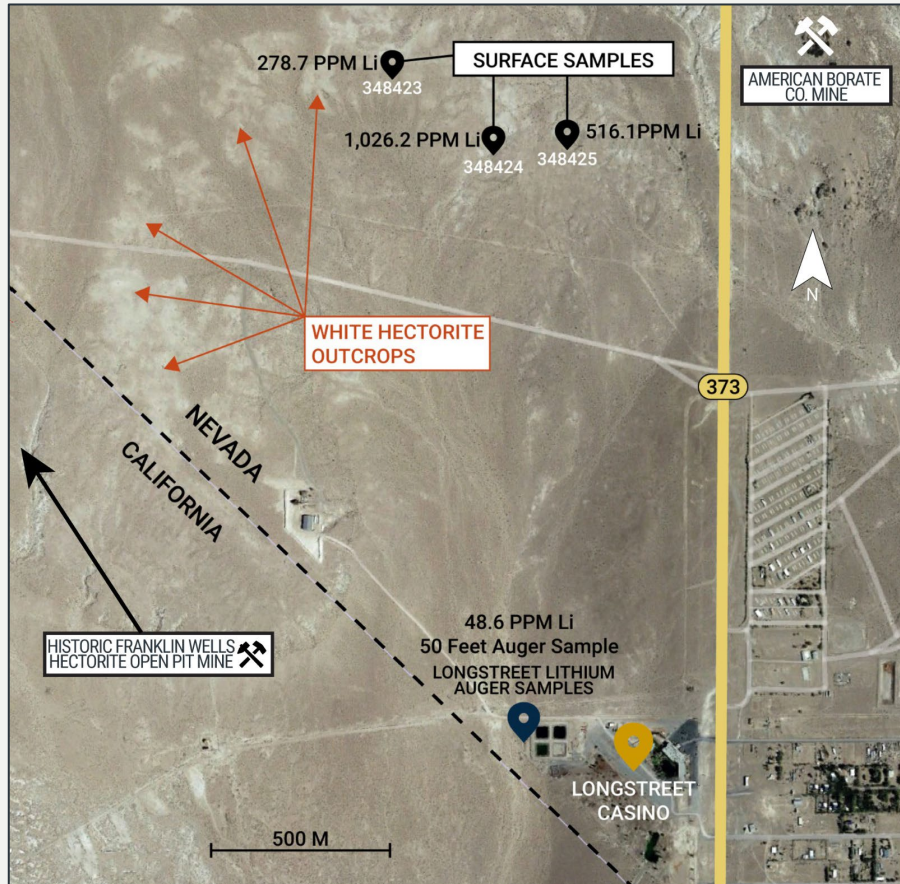 278.7 PPM Li
348423
SURFACE SAMPLES
AMERICAN BORATE
CO. MINE
1,026.2 PPM Li
348424
516.1PPM Li
348425
N
WHITE HECTORITE
OUTCROPS
373
NEVADA
CALIFORNIA
HISTORIC FRANKLIN WELLS
HECTORITE OPEN PIT MINE
48.6 PPM Li
50 Feet Auger Sample
LONGSTREET LITHIUM
AUGER SAMPLES
LONGSTREET
CASINO
500 M